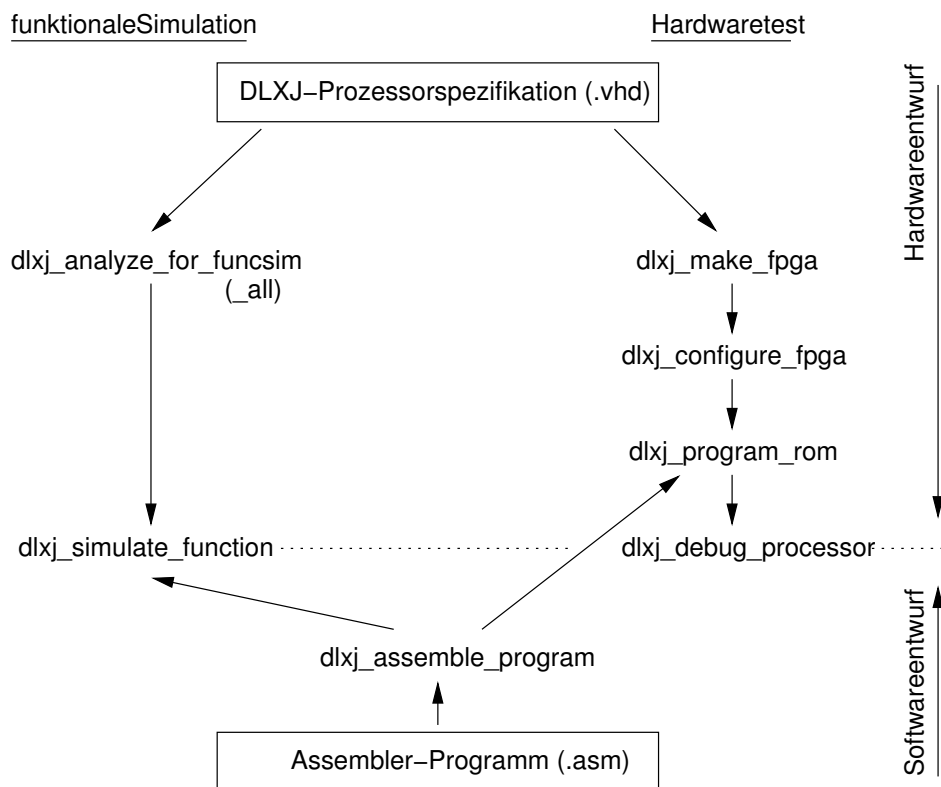 funktionaleSimulation
Hardwaretest
DLXJ−Prozessorspezifikation (.vhd)
Hardwareentwurf
dlxj_analyze_for_funcsim
(_all)
dlxj_make_fpga
dlxj_configure_fpga
dlxj_program_rom
dlxj_simulate_function
dlxj_debug_processor
dlxj_assemble_program
Softwareentwurf
Assembler−Programm (.asm)